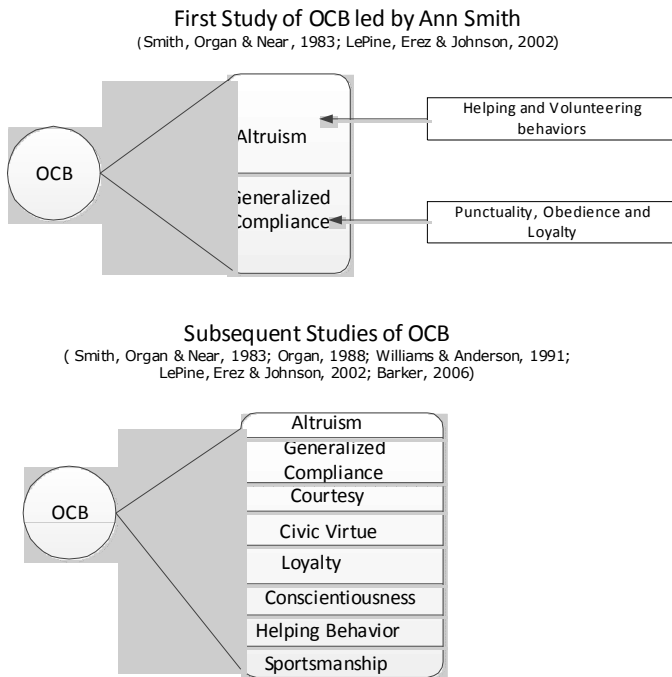 First Study of OCB led by Ann Smith
(Smith, Organ & Near, 1983; LePine, Erez & Johnson, 2002)
OCB
Altruism
Helping and Volunteering
behaviors
Generalized
Compliance
Punctuality, Obedience and
Loyalty
Subsequent Studies of OCB
( Smith, Organ & Near, 1983; Organ, 1988; Williams & Anderson, 1991;
LePine, Erez & Johnson, 2002; Barker, 2006)
OCB
Altruism
Generalized
Compliance
Courtesy
Civic Virtue
Loyalty
Conscientiousness
Helping Behavior
Sportsmanship